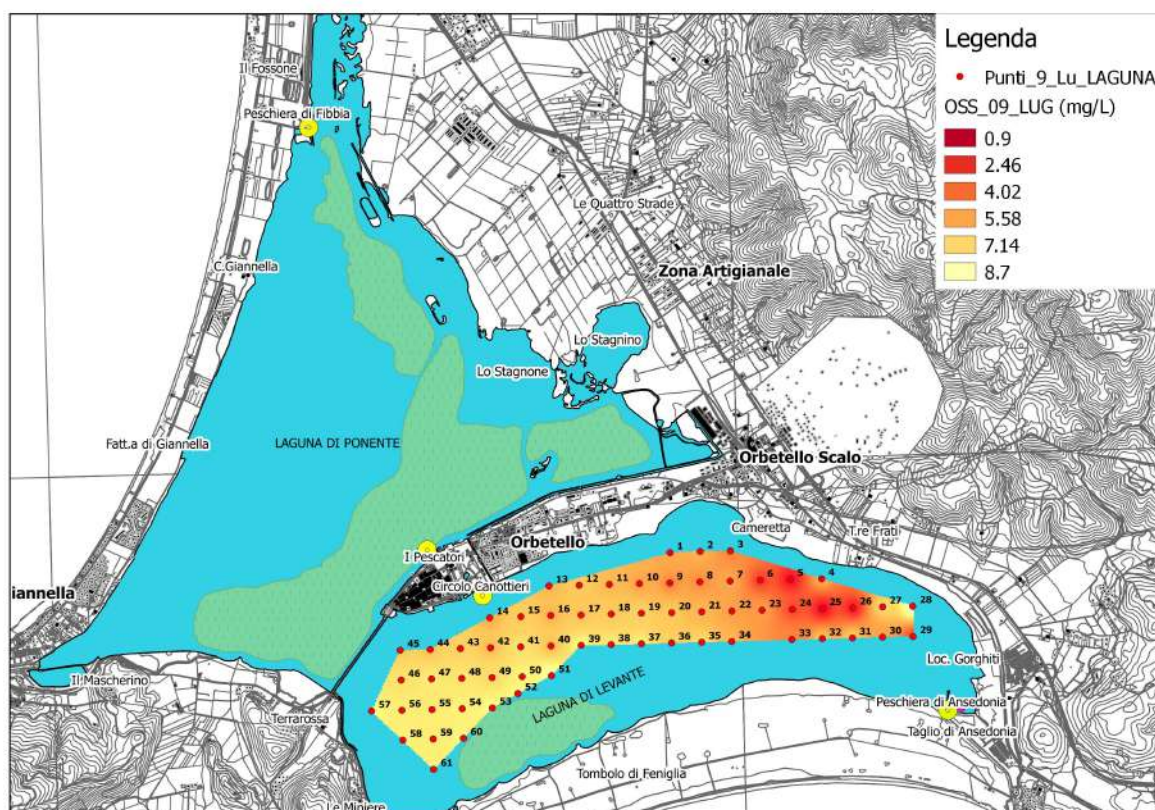 Legenda
Punti_9_Lu_LAGUNA
OSS_09_LUG (mg/L)
0.9
2.46
4.02
5.58
7.14
8.7
Il Fossone
Peschiera di Fibbia
Le Quattro Strade
C.Giannella
Zona Artigianale
Lo Stagnino
Lo Stagnone
Fatt.a di Giannella
LAGUNA DI PONENTE
Orbetello Scalo
Cameretta
Tre Frati
Orbetello
I Pescatori
Circolo Canottieri
iannella
1 2 3
13 12 11 10 9 8 7 6 5 4
14 15 16 17 18 19 20 21 22 23 24 25 26 27 28
45 44 43 42 41 40 39 38 37 36 35 34 33 32 31 30 29
46 47 48 49 50 51
52
57 56 55 54 53
58 59 60
61
Loc. Gorghiti
Il Mascherino
LAGUNA DI LEVANTE
Peschiera di Ansedonia
Terrarossa
Taglio di Ansedonia
Tombolo di Feniglia
Le Miniere